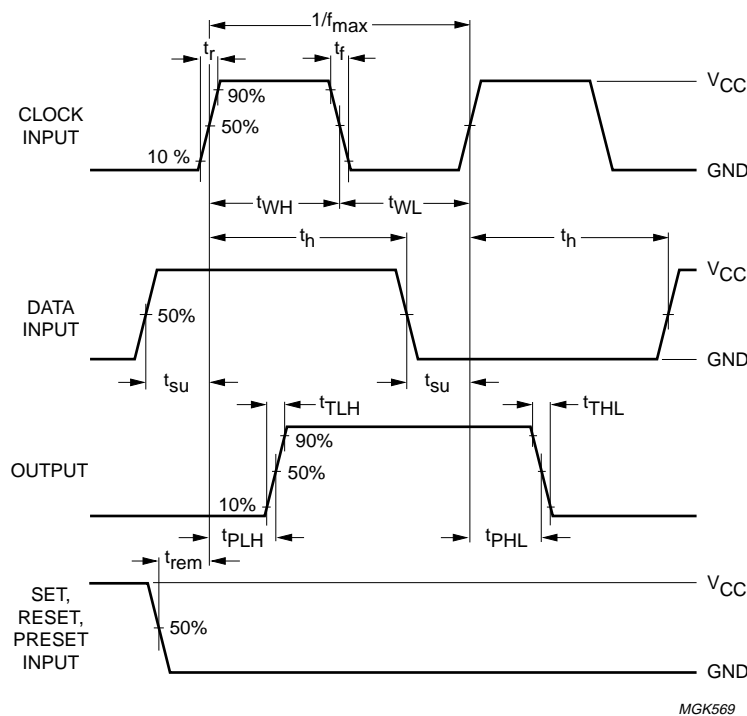 1/fmax
tr
tf
VCC
90%
CLOCK
INPUT
50%
10 %
GND
tWH
tWL
th
th
VCC
DATA
INPUT
50%
GND
tsu
tsu
tTLH
tTHL
90%
OUTPUT
50%
10%
tPLH
tPHL
trem
VCC
SET,
RESET,
PRESET
INPUT
50%
GND
MGK569